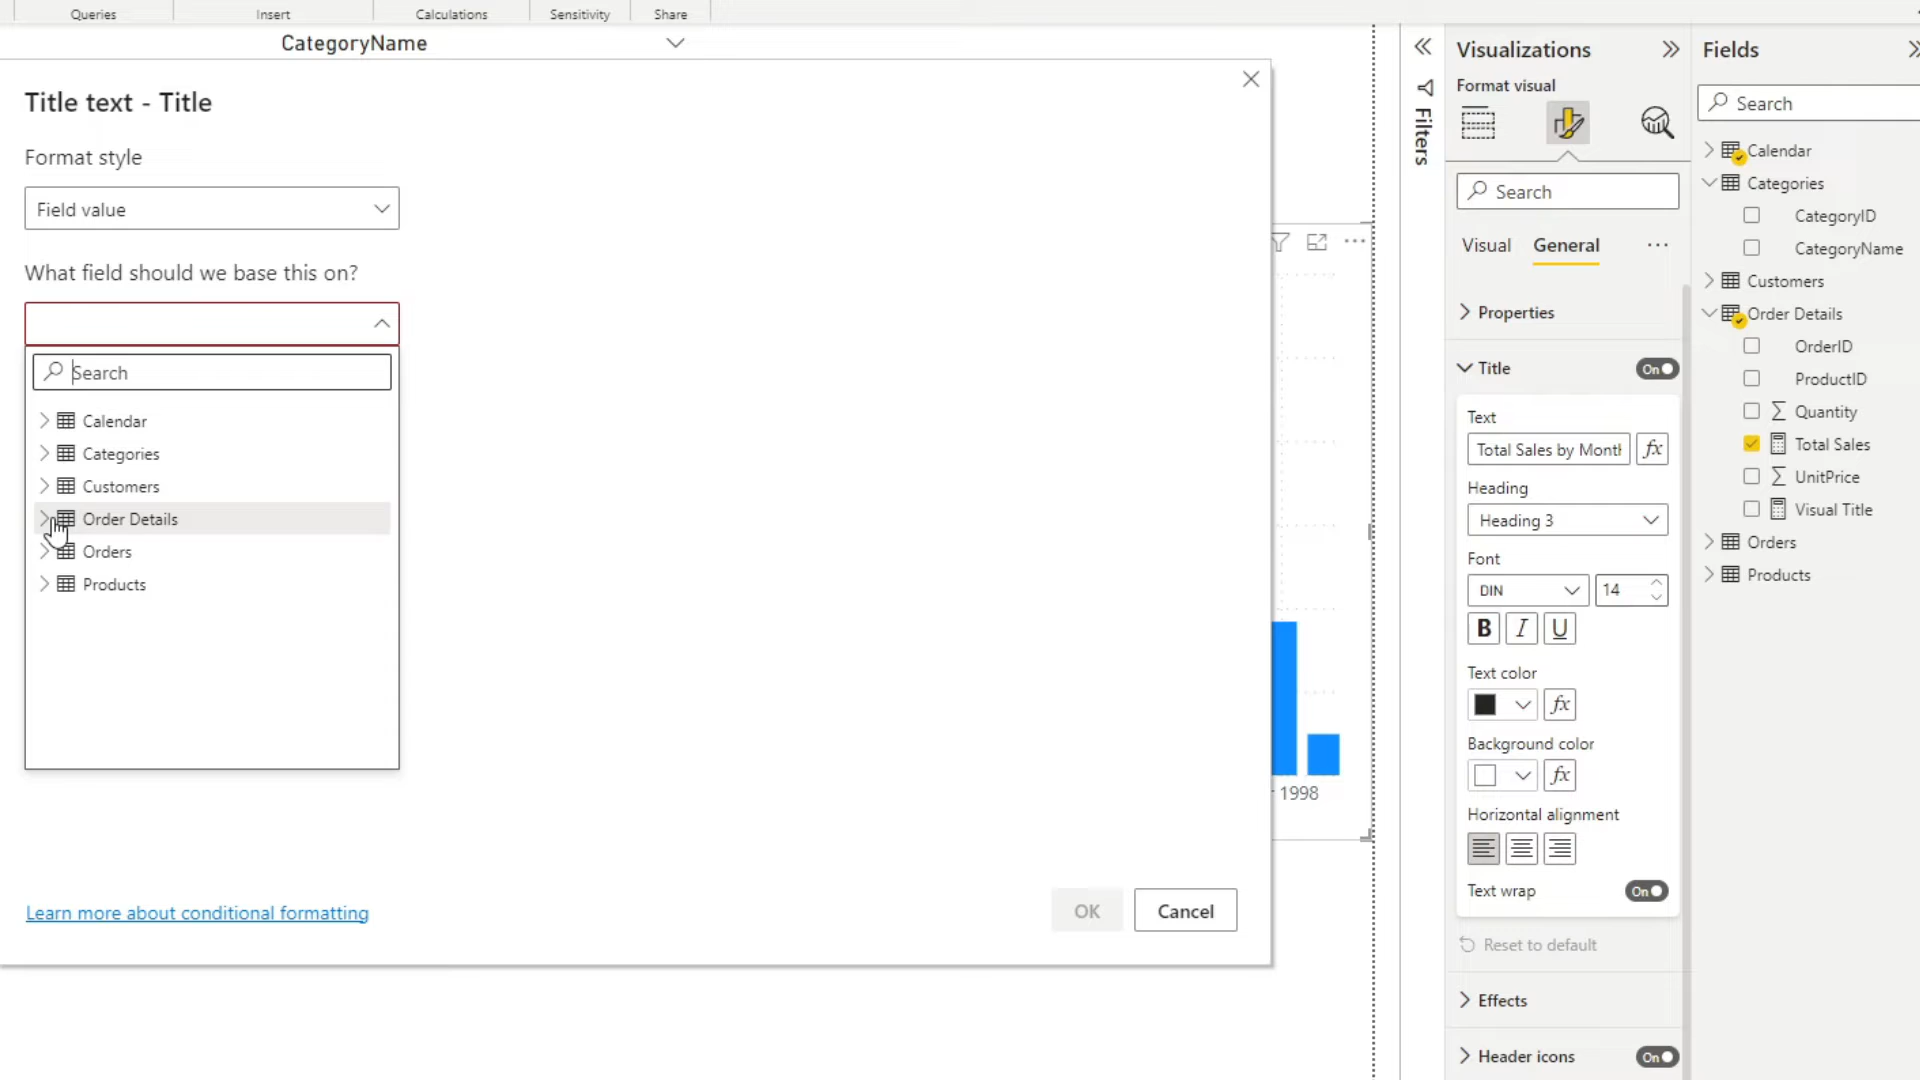 Queries
Insert
Calculations
Sensitivity
Share
CategoryName
Title text - Title
Format style
Field value
What field should we base this on?
Search
Calendar
Categories
Customers
Order Details
Orders
Products
Learn more about conditional formatting
OK
Cancel
1998
Filters
Visualizations
Format visual
Search
Visual
General
Properties
Title
On
Text
Total Sales by Month
fx
Heading
Heading 3
Font
DIN
14
B I U
Text color
fx
Background color
fx
Horizontal alignment
Text wrap
On
Reset to default
Effects
Header icons
On
Fields
Search
Calendar
Categories
CategoryID
CategoryName
Customers
Order Details
OrderID
ProductID
Quantity
Total Sales
UnitPrice
Visual Title
Orders
Products